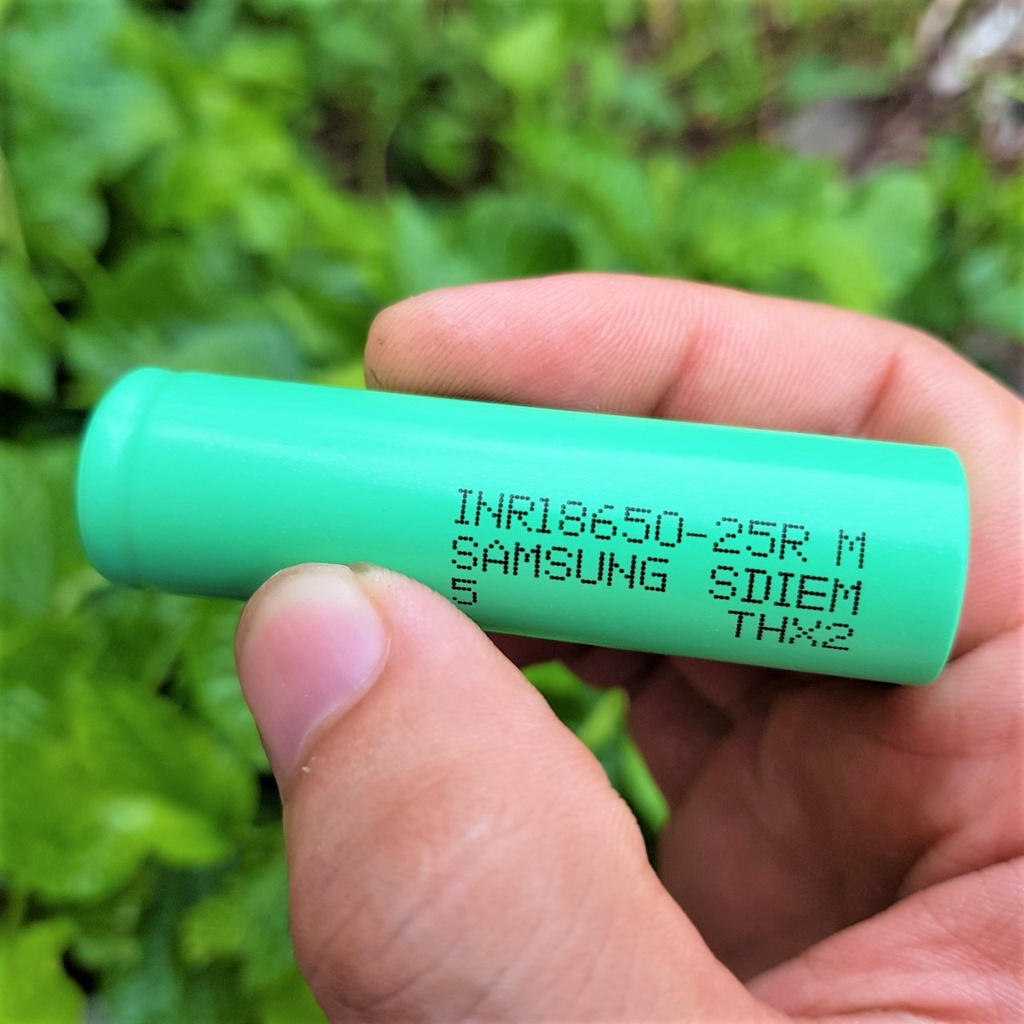 INR18650-25R M
SAMSUNG SDIEM
5 THX2